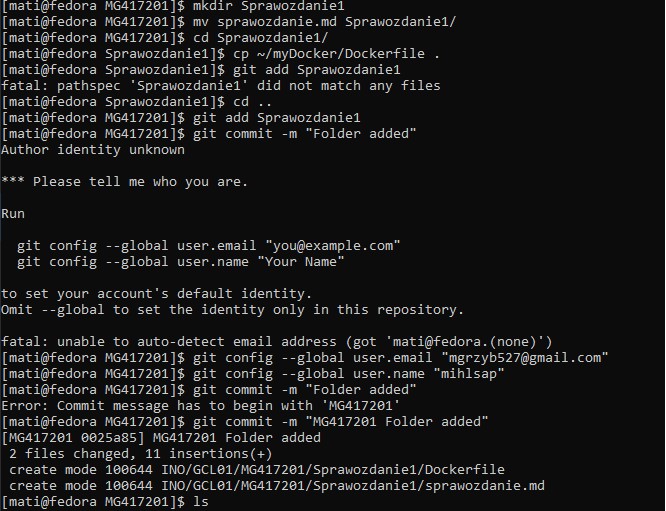 [mati@fedora MG417201]$ mkdir Sprawozdanie1
[mati@fedora MG417201]$ mv sprawozdanie.md Sprawozdanie1/
[mati@fedora MG417201]$ cd Sprawozdanie1/
[mati@fedora Sprawozdanie1]$ cp ~/myDocker/Dockerfile .
[mati@fedora Sprawozdanie1]$ git add Sprawozdanie1
fatal: pathspec 'Sprawozdanie1' did not match any files
[mati@fedora Sprawozdanie1]$ cd ..
[mati@fedora MG417201]$ git add Sprawozdanie1
[mati@fedora MG417201]$ git commit -m "Folder added"
Author identity unknown

*** Please tell me who you are.

Run

  git config --global user.email "you@example.com"
  git config --global user.name "Your Name"

to set your account's default identity.
Omit --global to set the identity only in this repository.

fatal: unable to auto-detect email address (got 'mati@fedora.(none)')
[mati@fedora MG417201]$ git config --global user.email "mgrzyb527@gmail.com"
[mati@fedora MG417201]$ git config --global user.name "mihlsap"
[mati@fedora MG417201]$ git commit -m "Folder added"
Error: Commit message has to begin with 'MG417201'
[mati@fedora MG417201]$ git commit -m "MG417201 Folder added"
[MG417201 0025a85] MG417201 Folder added
 2 files changed, 11 insertions(+)
 create mode 100644 INO/GCL01/MG417201/Sprawozdanie1/Dockerfile
 create mode 100644 INO/GCL01/MG417201/Sprawozdanie1/sprawozdanie.md
[mati@fedora MG417201]$ ls